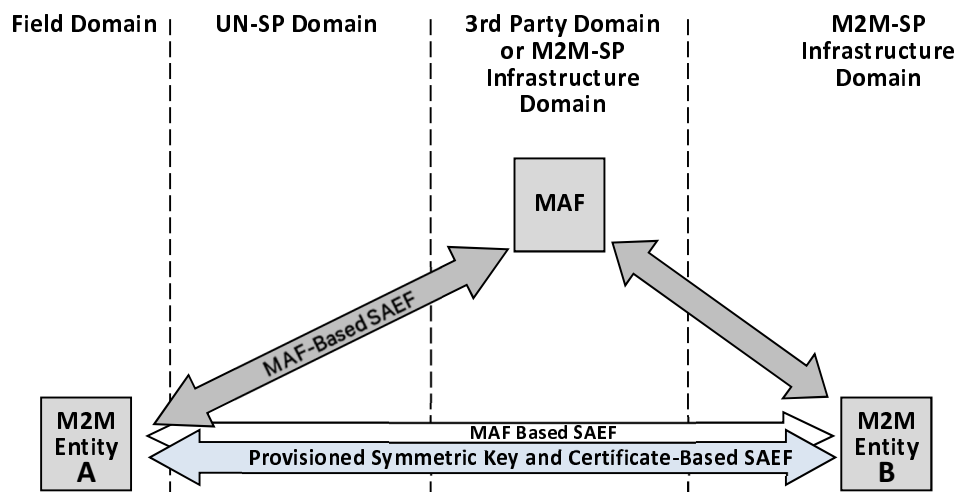 Field Domain
UN-SP Domain
3rd Party Domain
or M2M-SP
Infrastructure
Domain
M2M-SP
Infrastructure
Domain
MAF
MAF-Based SAEF
M2M
Entity
A
MAF Based SAEF
Provisioned Symmetric Key and Certificate-Based SAEF
M2M
Entity
B